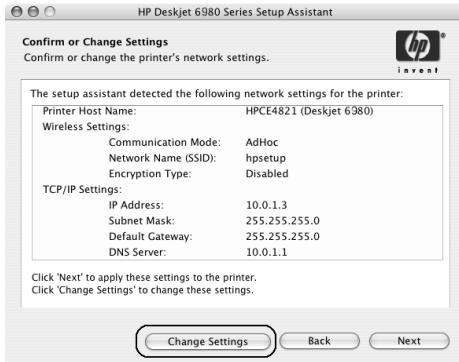 HP Deskjet 6980 Series Setup Assistant
Confirm or Change Settings
Confirm or change the printer's network settings.
hp
invent
The setup assistant detected the following network settings for the printer:
Printer Host Name: HPCE4821 (Deskjet 6980)
Wireless Settings:
Communication Mode: AdHoc
Network Name (SSID): hpsetup
Encryption Type: Disabled
TCP/IP Settings:
IP Address: 10.0.1.3
Subnet Mask: 255.255.255.0
Default Gateway: 255.255.255.0
DNS Server: 10.0.1.1
Click 'Next' to apply these settings to the printer.
Click 'Change Settings' to change these settings.
Change Settings Back Next